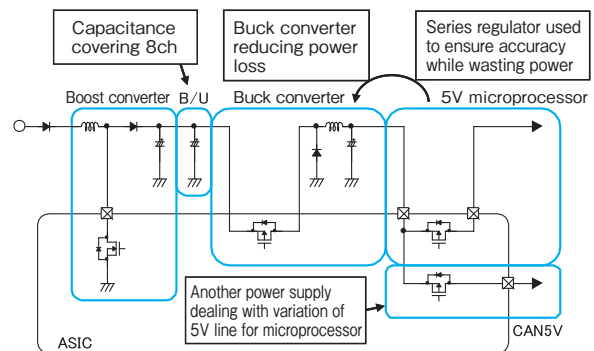 Capacitance
covering 8ch
Buck converter
reducing power
loss
Series regulator used
to ensure accuracy
while wasting power
Boost converter
B/U
Buck converter
5V microprocessor
Another power supply
dealing with variation of
5V line for microprocessor
ASIC
CAN5V